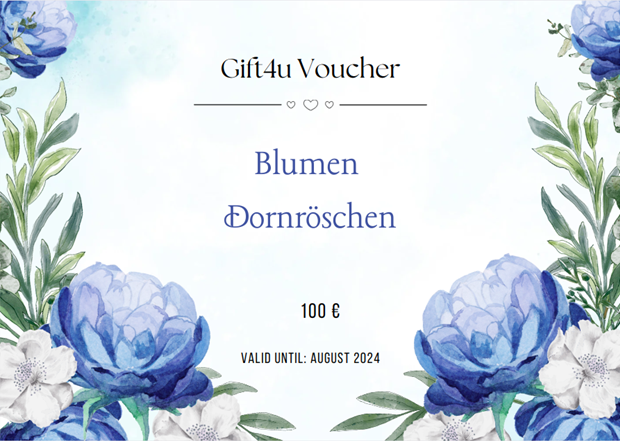 Gift4u Voucher
Blumen
Dornröschen
100 €
VALID UNTIL: AUGUST 2024